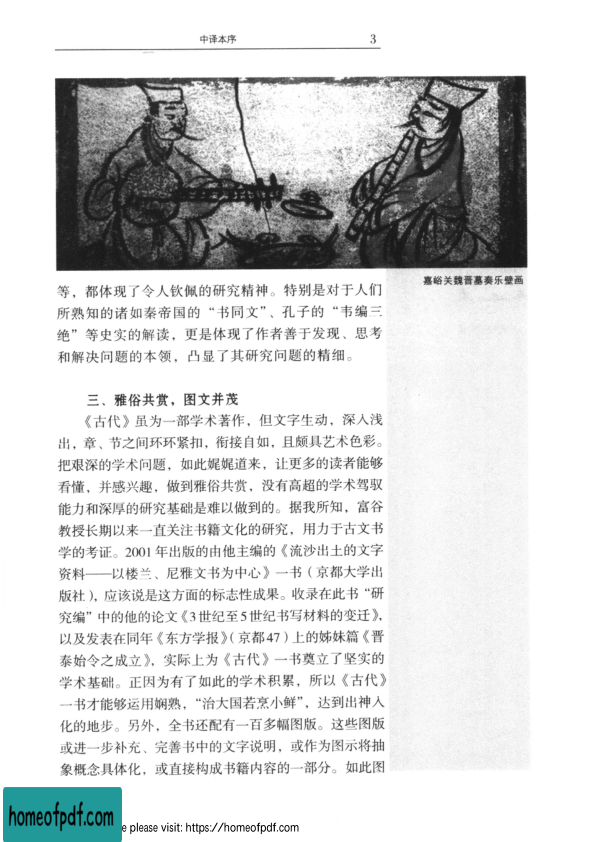 中译本序
3
嘉峪关魏晋墓奏乐壁画
等，都体现了令人钦佩的研究精神。特别是对于人们
所熟知的诸如秦帝国的“书同文”、孔子的“韦编三
绝”等史实的解读，更是体现了作者善于发现、思考
和解决问题的本领，凸显了其研究问题的精细。
三、雅俗共赏，图文并茂
《古代》虽为一部学术著作，但文字生动，深入浅
出，章、节之间环环紧扣，衔接自如，且颇具艺术色彩。
把艰深的学术问题，如此娓娓道来，让更多的读者能够
看懂，并感兴趣，做到雅俗共赏，没有高超的学术驾驭
能力和深厚的研究基础是难以做到的。据我所知，富谷
教授长期以来一直关注书籍文化的研究，用力于古文书
学的考证。2001年出版的由他主编的《流沙出土的文字
资料——以楼兰、尼雅文书为中心》一书（京都大学出
版社），应该说是这方面的标志性成果。收录在此书“研
究编”中的他的论文《3世纪至5世纪书写材料的变迁》，
以及发表在同年《东方学报》（京都47）上的姊妹篇《晋
泰始令之成立》，实际上为《古代》一书奠立了坚实的
学术基础。正因为有了如此的学术积累，所以《古代》
一书才能够运用娴熟，“治大国若烹小鲜”，达到出神入
化的地步。另外，全书还配有一百多幅图版。这些图版
或进一步补充、完善书中的文字说明，或作为图示将抽
象概念具体化，或直接构成书籍内容的一部分。如此图
homeofpdf.com
e please visit: https://homeofpdf.com